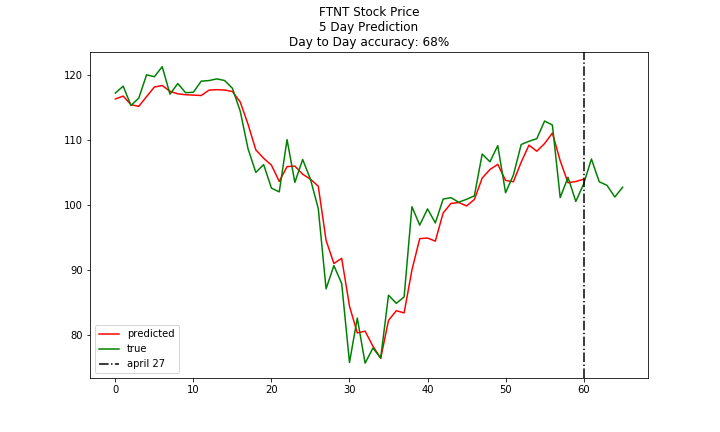 FTNT Stock Price
5 Day Prediction
Day to Day accuracy: 68%
120
110
100
90
80
predicted
true
april 27
0 10 20 30 40 50 60